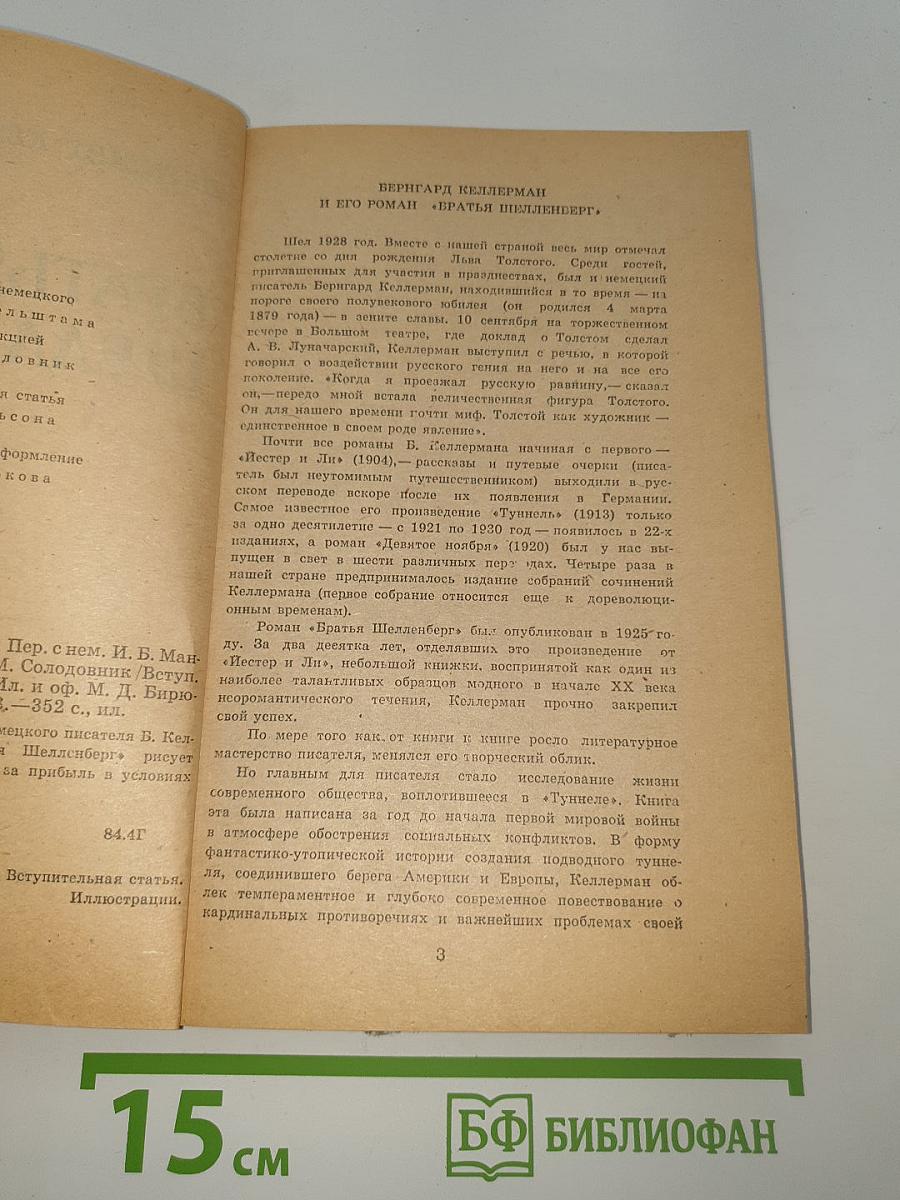 немецкого
ельштама
кцией
ловник
я статья
ьсона
формление
кова
Пер. с нем. И. Б. Ман-
М. Солодовник /Вступ.
Ил. и оф. М. Д. Бирю-
.—352 с., ил.
мецкого писателя Б. Кел-
я Шелленберг» рисует
за прибыль в условиях
84.4Г
Вступительная статья.
Иллюстрации.
БЕРНГАРД КЕЛЛЕРМАН
И ЕГО РОМАН «БРАТЬЯ ШЕЛЛЕНБЕРГ»
Шел 1928 год. Вместе с нашей страной весь мир отмечал
столетие со дня рождения Льва Толстого. Среди гостей,
приглашенных для участия в празднествах, был и немецкий
писатель Бернгард Келлерман, находившийся в то время — на
пороге своего полувекового юбилея (он родился 4 марта
1879 года) — в зените славы. 10 сентября на торжественном
вечере в Большом театре, где доклад о Толстом сделал
А. В. Луначарский, Келлерман выступил с речью, в которой
говорил о воздействии русского гения на него и на все его
поколение. «Когда я проезжал русскую равнину,— сказал
он,— передо мной встала величественная фигура Толстого.
Он для нашего времени почти миф. Толстой как художник —
единственное в своем роде явление».
Почти все романы Б. Келлермана начиная с первого —
«Йестер и Ли» (1904),— рассказы и путевые очерки (писа-
тель был неутомимым путешественником) выходили в рус-
ском переводе вскоре после их появления в Германии.
Самое известное его произведение «Туннель» (1913) только
за одно десятилетие — с 1921 по 1930 год — появилось в 22-х
изданиях, а роман «Девятое ноября» (1920) был у нас вы-
пущен в свет в шести различных переводах. Четыре раза в
нашей стране предпринималось издание собраний сочинений
Келлермана (первое собрание относится еще к дореволюци-
онным временам).
Роман «Братья Шелленберг» был опубликован в 1925 го-
ду. За два десятка лет, отделявших это произведение от
«Йестер и Ли», небольшой книжки, воспринятой как один из
наиболее талантливых образцов модного в начале XX века
неоромантического течения, Келлерман прочно закрепил
свой успех.
По мере того как от книги к книге росло литературное
мастерство писателя, менялся его творческий облик.
Но главным для писателя стало исследование жизни
современного общества, воплотившееся в «Туннеле». Книга
эта была написана за год до начала первой мировой войны
в атмосфере обострения социальных конфликтов. В форму
фантастико-утопической истории создания подводного тунне-
ля, соединившего берега Америки и Европы, Келлерман об-
лек темпераментное и глубоко современное повествование о
кардинальных противоречиях и важнейших проблемах своей
3
15 см
БФ БИБЛИОФАН